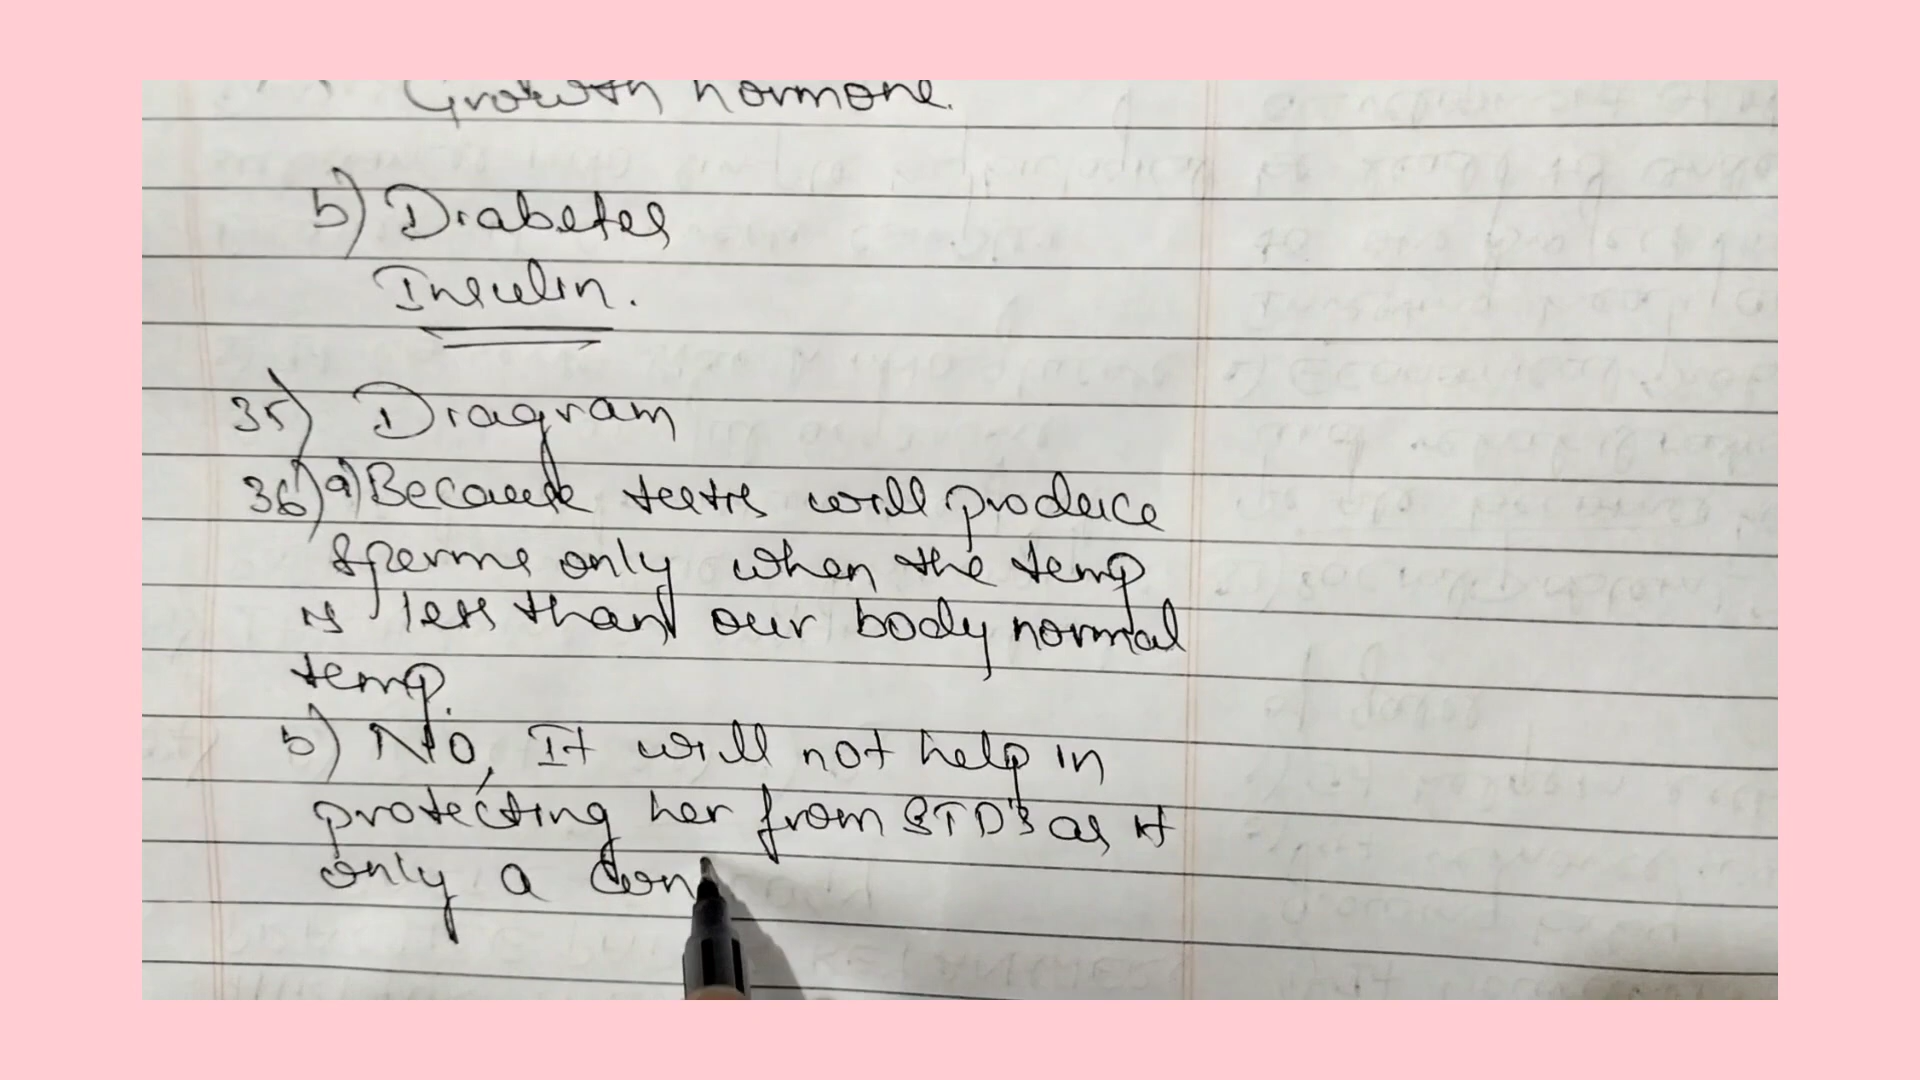 Growth hormone.
b) Diabetes
Insulin.
35) Diagram
36) a) Because testis will produce
sperms only when the temp
is less than our body normal
temp.
b) No, It will not help in
protecting her from STD's as it
only a con